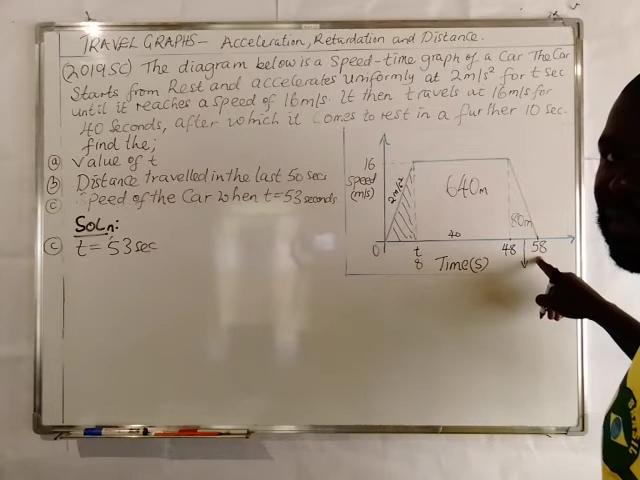 TRAVEL GRAPHS - Acceleration, Retardation and Distance.
(2019.SC) The diagram below is a Speed-time graph of a Car The Car
Starts from Rest and accelerates uniformly at 2m/s² for t sec
until it reaches a speed of 16m/s. It then travels at 16m/s for
40 Seconds, after which it comes to rest in a further 10 sec.
find the;
(a) Value of t
(b) Distance travelled in the last 50 secs
(c) Speed of the Car when t=53 seconds
SoLn:
(c) t = 53 sec
16
Speed
(m/s)
2m/s²
640m
80m
40
0
t
8
48
58
Time(s)